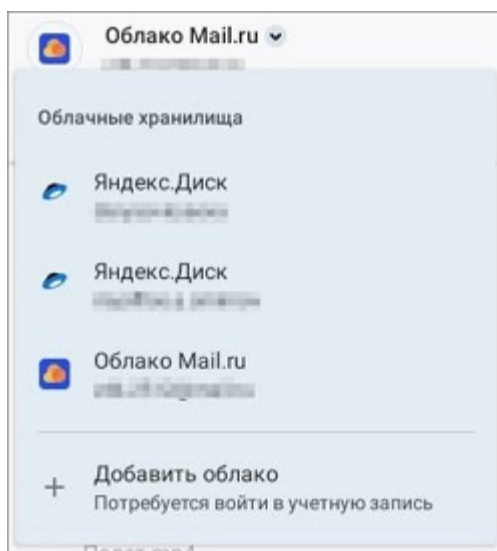 Облако Mail.ru
Облачные хранилища
Яндекс.Диск
Яндекс.Диск
Облако Mail.ru
+ Добавить облако
Потребуется войти в учетную запись